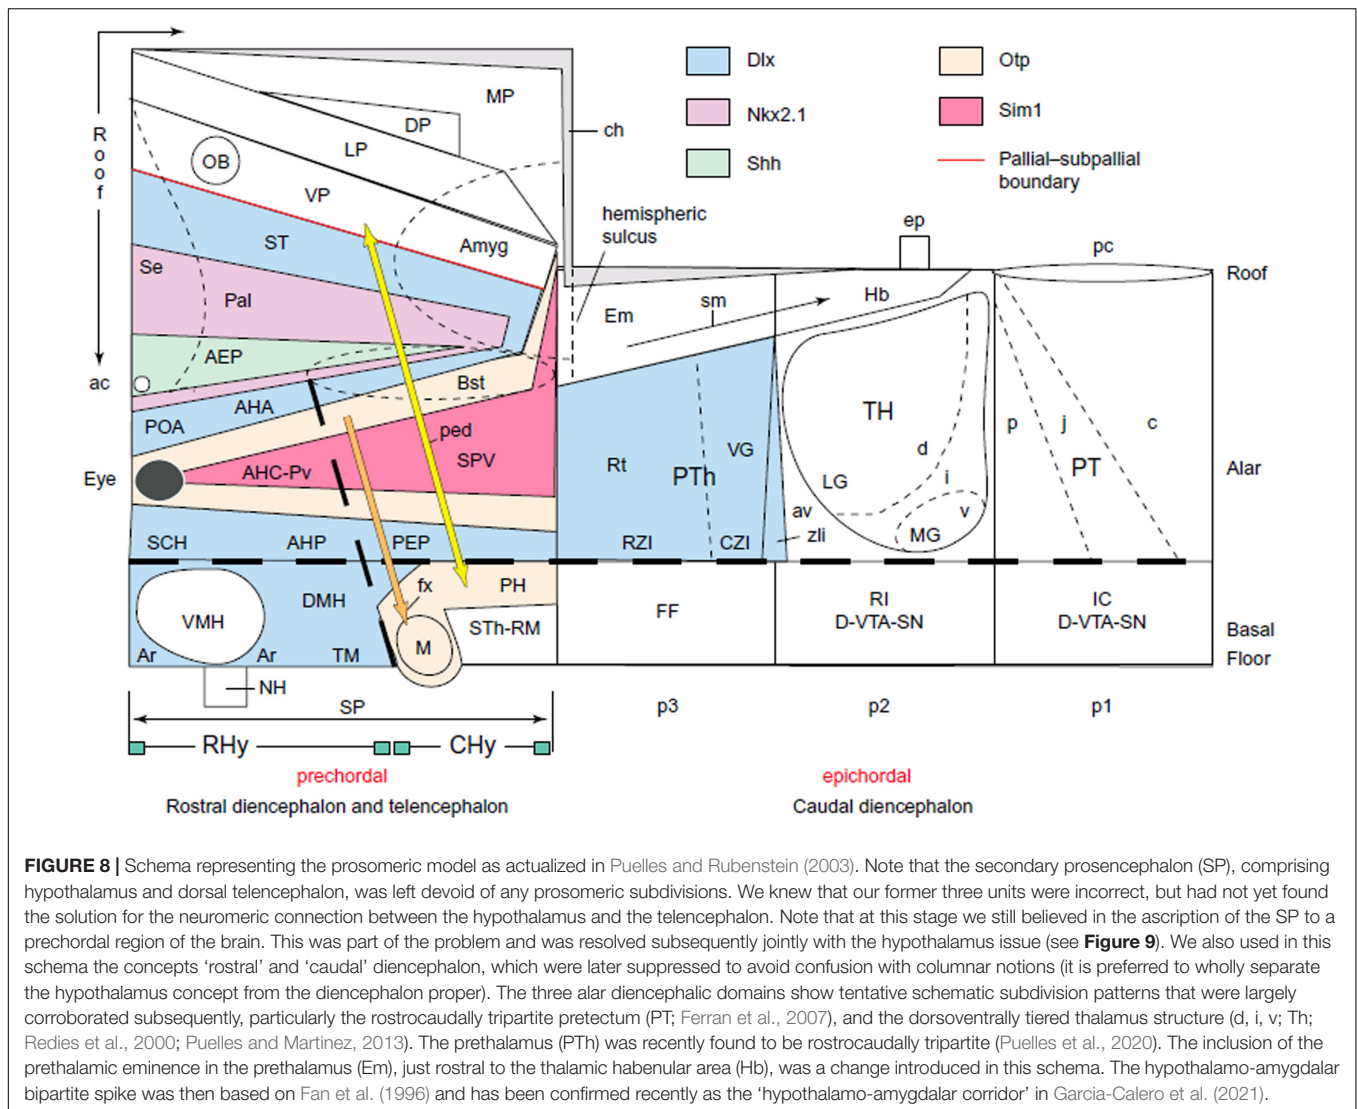 Roof
MP
DP
LP
OB
VP
ch
Dlx
Nkx2.1
Shh
Otp
Sim1
Pallial–subpallial
boundary
hemispheric
sulcus
ep
pc
ST
Amyg
Se
Pal
AEP
ac
Em
sm
Hb
Roof
Bst
AHA
POA
ped
SPV
AHC-Pv
Eye
Rt
PTh
VG
TH
d
i
v
LG
av
MG
zli
p
j
c
PT
Alar
SCH
AHP
PEP
RZI
CZI
VMH
DMH
fx
PH
STh-RM
M
Ar
Ar
TM
NH
FF
RI
D-VTA-SN
IC
D-VTA-SN
Basal
Floor
SP
p3
p2
p1
RHy
CHy
prechordal
epichordal
Rostral diencephalon and telencephalon
Caudal diencephalon
FIGURE 8 | Schema representing the prosomeric model as actualized in Puelles and Rubenstein (2003). Note that the secondary prosencephalon (SP), comprising
hypothalamus and dorsal telencephalon, was left devoid of any prosomeric subdivisions. We knew that our former three units were incorrect, but had not yet found
the solution for the neuromeric connection between the hypothalamus and the telencephalon. Note that at this stage we still believed in the ascription of the SP to a
prechordal region of the brain. This was part of the problem and was resolved subsequently jointly with the hypothalamus issue (see Figure 9). We also used in this
schema the concepts ‘rostral’ and ‘caudal’ diencephalon, which were later suppressed to avoid confusion with columnar notions (it is preferred to wholly separate
the hypothalamus concept from the diencephalon proper). The three alar diencephalic domains show tentative schematic subdivision patterns that were largely
corroborated subsequently, particularly the rostrocaudally tripartite pretectum (PT; Ferran et al., 2007), and the dorsoventrally tiered thalamus structure (d, i, v; Th;
Redies et al., 2000; Puelles and Martinez, 2013). The prethalamus (PTh) was recently found to be rostrocaudally tripartite (Puelles et al., 2020). The inclusion of the
prethalamic eminence in the prethalamus (Em), just rostral to the thalamic habenular area (Hb), was a change introduced in this schema. The hypothalamo-amygdalar
bipartite spike was then based on Fan et al. (1996) and has been confirmed recently as the ‘hypothalamo-amygdalar corridor’ in Garcia-Calero et al. (2021).